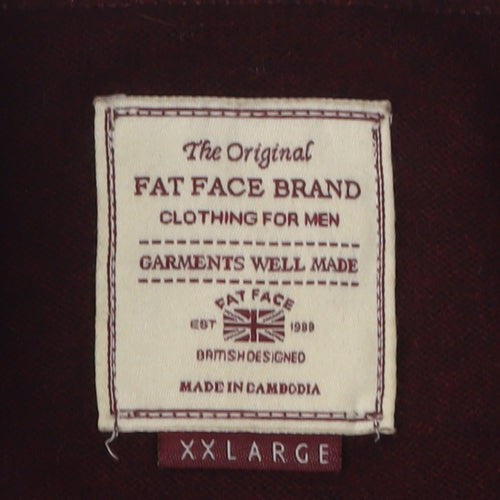 The Original
FAT FACE BRAND
CLOTHING FOR MEN
GARMENTS WELL MADE
FAT FACE
EST 1988
BRITISH DESIGNED
MADE IN CAMBODIA
XXLARGE